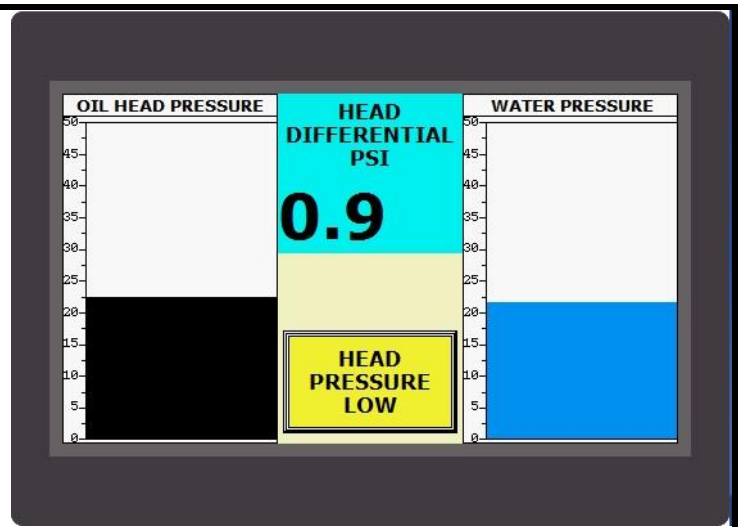 OIL HEAD PRESSURE
50
45
40
35
30
25
20
15
10
5
0
HEAD
DIFFERENTIAL
PSI
0.9
HEAD
PRESSURE
LOW
WATER PRESSURE
50
45
40
35
30
25
20
15
10
5
0